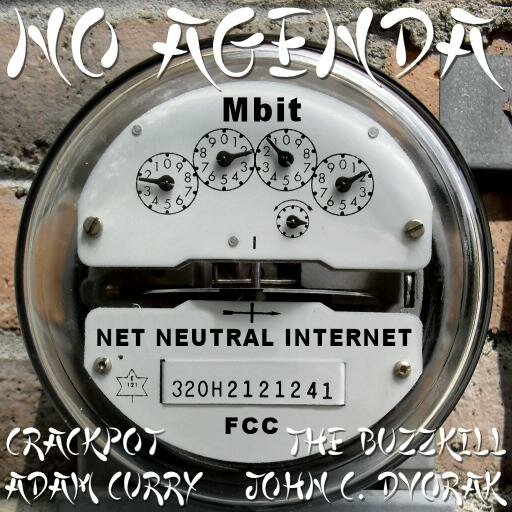 NO AGENDA
Mbit
NET NEUTRAL INTERNET
320H2121241
FCC
CRACKPOT THE BUZZKILL
ADAM CURRY JOHN C. DVORAK